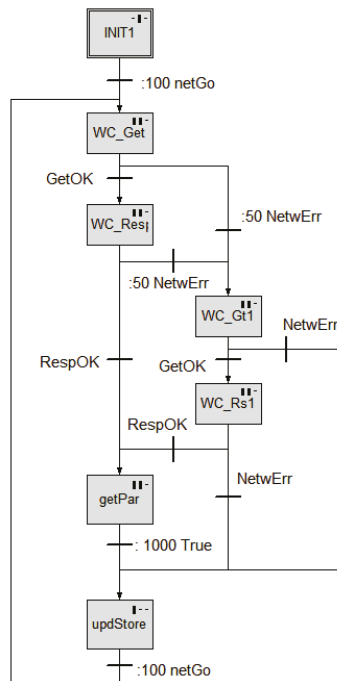 INIT1
:100 netGo
WC_Get
GetOK
WC_Resp
:50 NetwErr
:50 NetwErr
WC_Gt1
NetwErr
RespOK
GetOK
WC_Rs1
RespOK
getPar
NetwErr
: 1000 True
updStore
:100 netGo